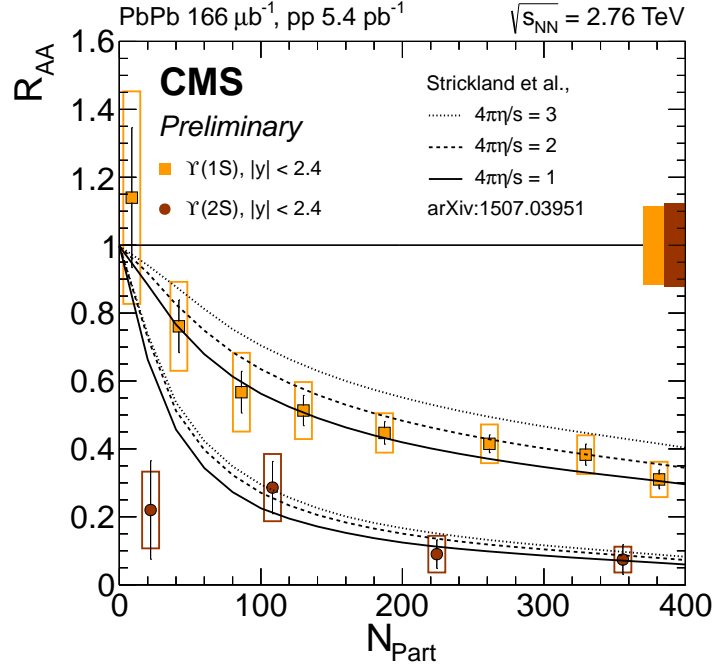 PbPb 166 μb⁻¹, pp 5.4 pb⁻¹
√sNN = 2.76 TeV
RAA
1.6
1.4
1.2
1
0.8
0.6
0.4
0.2
0
CMS
Preliminary
ϒ(1S), |y| < 2.4
ϒ(2S), |y| < 2.4
Strickland et al.,
4πη/s = 3
4πη/s = 2
4πη/s = 1
arXiv:1507.03951
0 100 200 300 400
NPart